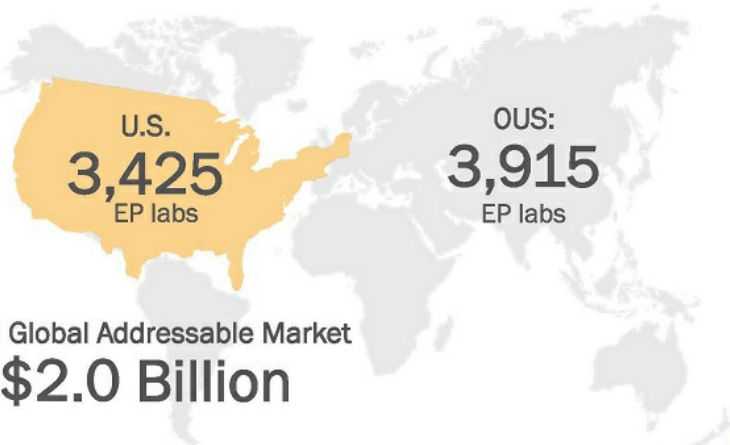 U.S.
3,425
EP labs
OUS:
3,915
EP labs
Global Addressable Market
$2.0 Billion